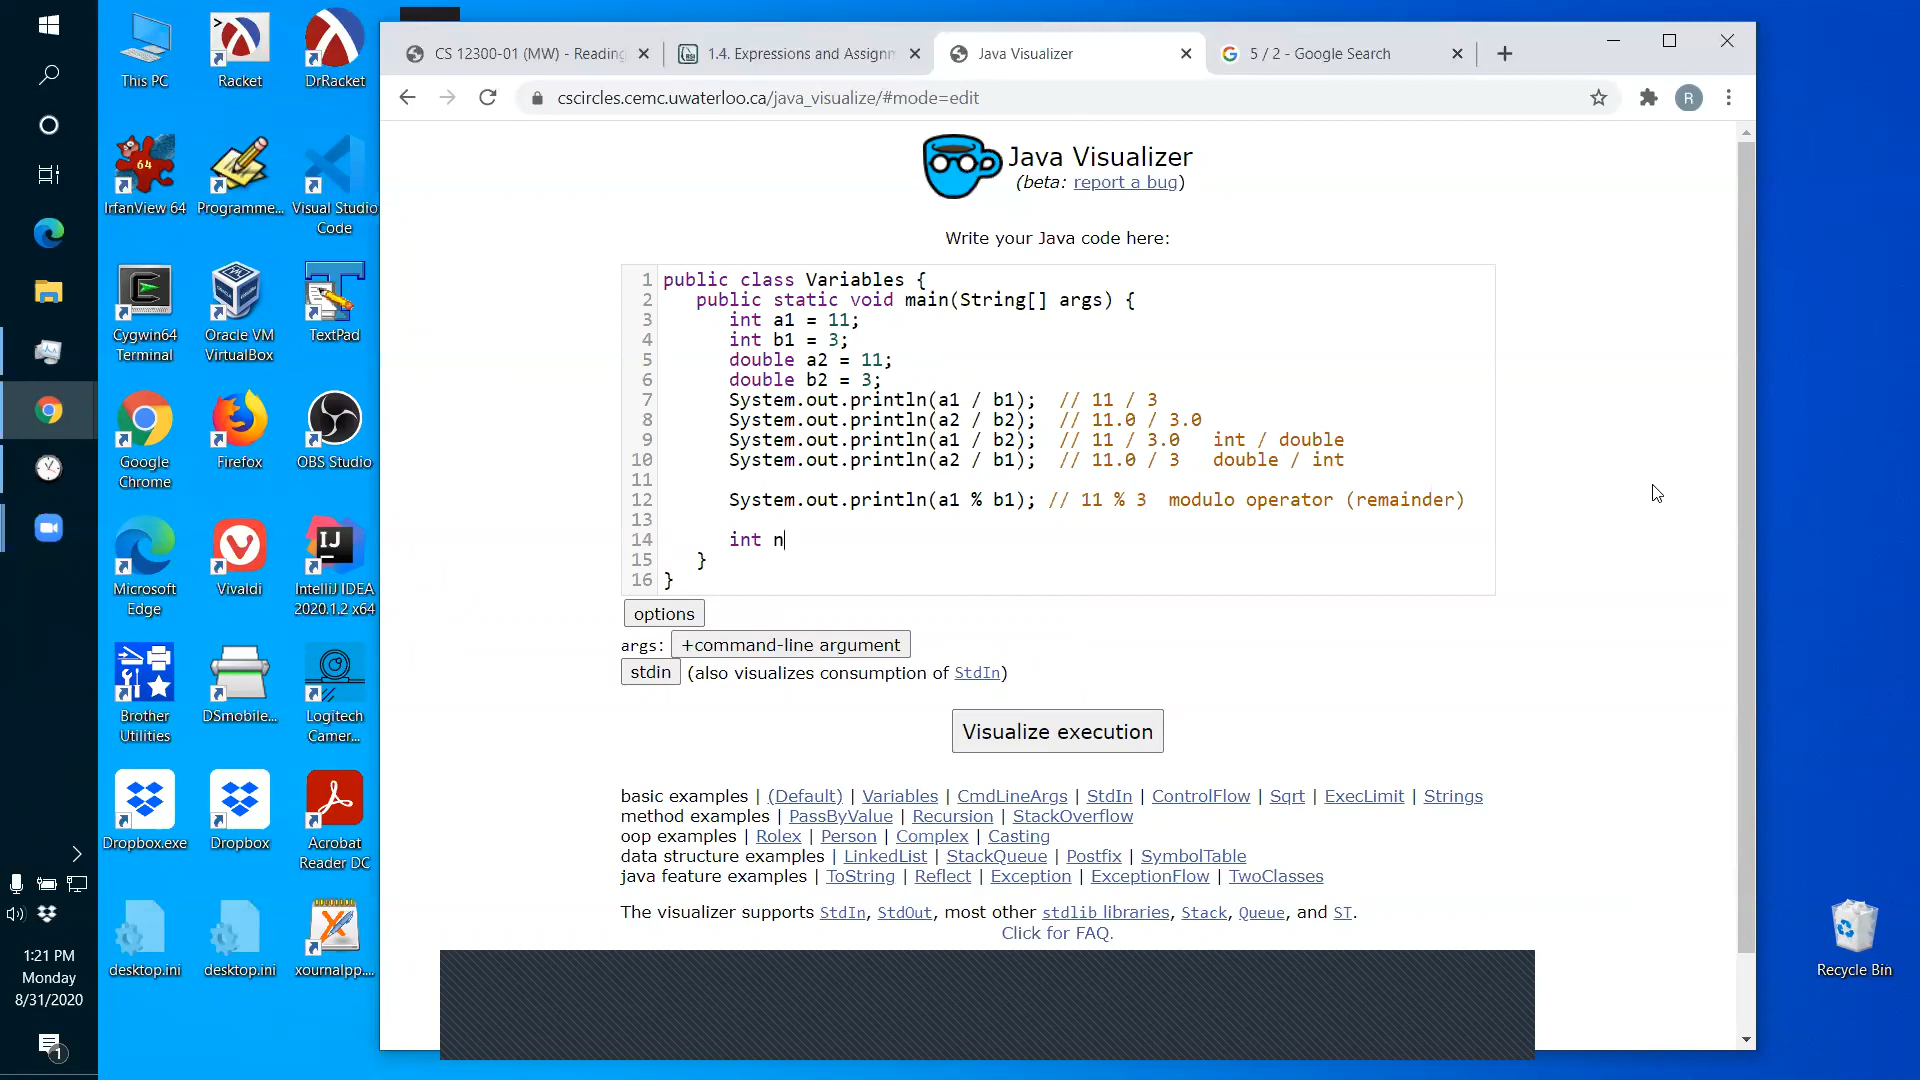 This PC
Racket
DrRacket
IrfanView 64
Programme...
Visual Studio
Code
Cygwin64
Terminal
Oracle VM
VirtualBox
TextPad
Google
Chrome
Firefox
OBS Studio
Microsoft
Edge
Vivaldi
IntelliJ IDEA
2020.1.2 x64
Brother
Utilities
DSmobile...
Logitech
Camer...
Dropbox.exe
Dropbox
Acrobat
Reader DC
desktop.ini
desktop.ini
xournalpp....
1:21 PM
Monday
8/31/2020
1
CS 12300-01 (MW) - Reading
1.4. Expressions and Assignm
Java Visualizer
5 / 2 - Google Search
cscircles.cemc.uwaterloo.ca/java_visualize/#mode=edit
R
Java Visualizer
(beta: report a bug)
Write your Java code here:
1 public class Variables {
2 public static void main(String[] args) {
3 int a1 = 11;
4 int b1 = 3;
5 double a2 = 11;
6 double b2 = 3;
7 System.out.println(a1 / b1); // 11 / 3
8 System.out.println(a2 / b2); // 11.0 / 3.0
9 System.out.println(a1 / b2); // 11 / 3.0 int / double
10 System.out.println(a2 / b1); // 11.0 / 3 double / int
11
12 System.out.println(a1 % b1); // 11 % 3 modulo operator (remainder)
13
14 int n
15 }
16 }
options
args: +command-line argument
stdin (also visualizes consumption of StdIn)
Visualize execution
basic examples | (Default) | Variables | CmdLineArgs | StdIn | ControlFlow | Sqrt | ExecLimit | Strings
method examples | PassByValue | Recursion | StackOverflow
oop examples | Rolex | Person | Complex | Casting
data structure examples | LinkedList | StackQueue | Postfix | SymbolTable
java feature examples | ToString | Reflect | Exception | ExceptionFlow | TwoClasses
The visualizer supports StdIn, StdOut, most other stdlib libraries, Stack, Queue, and ST.
Click for FAQ.
Recycle Bin